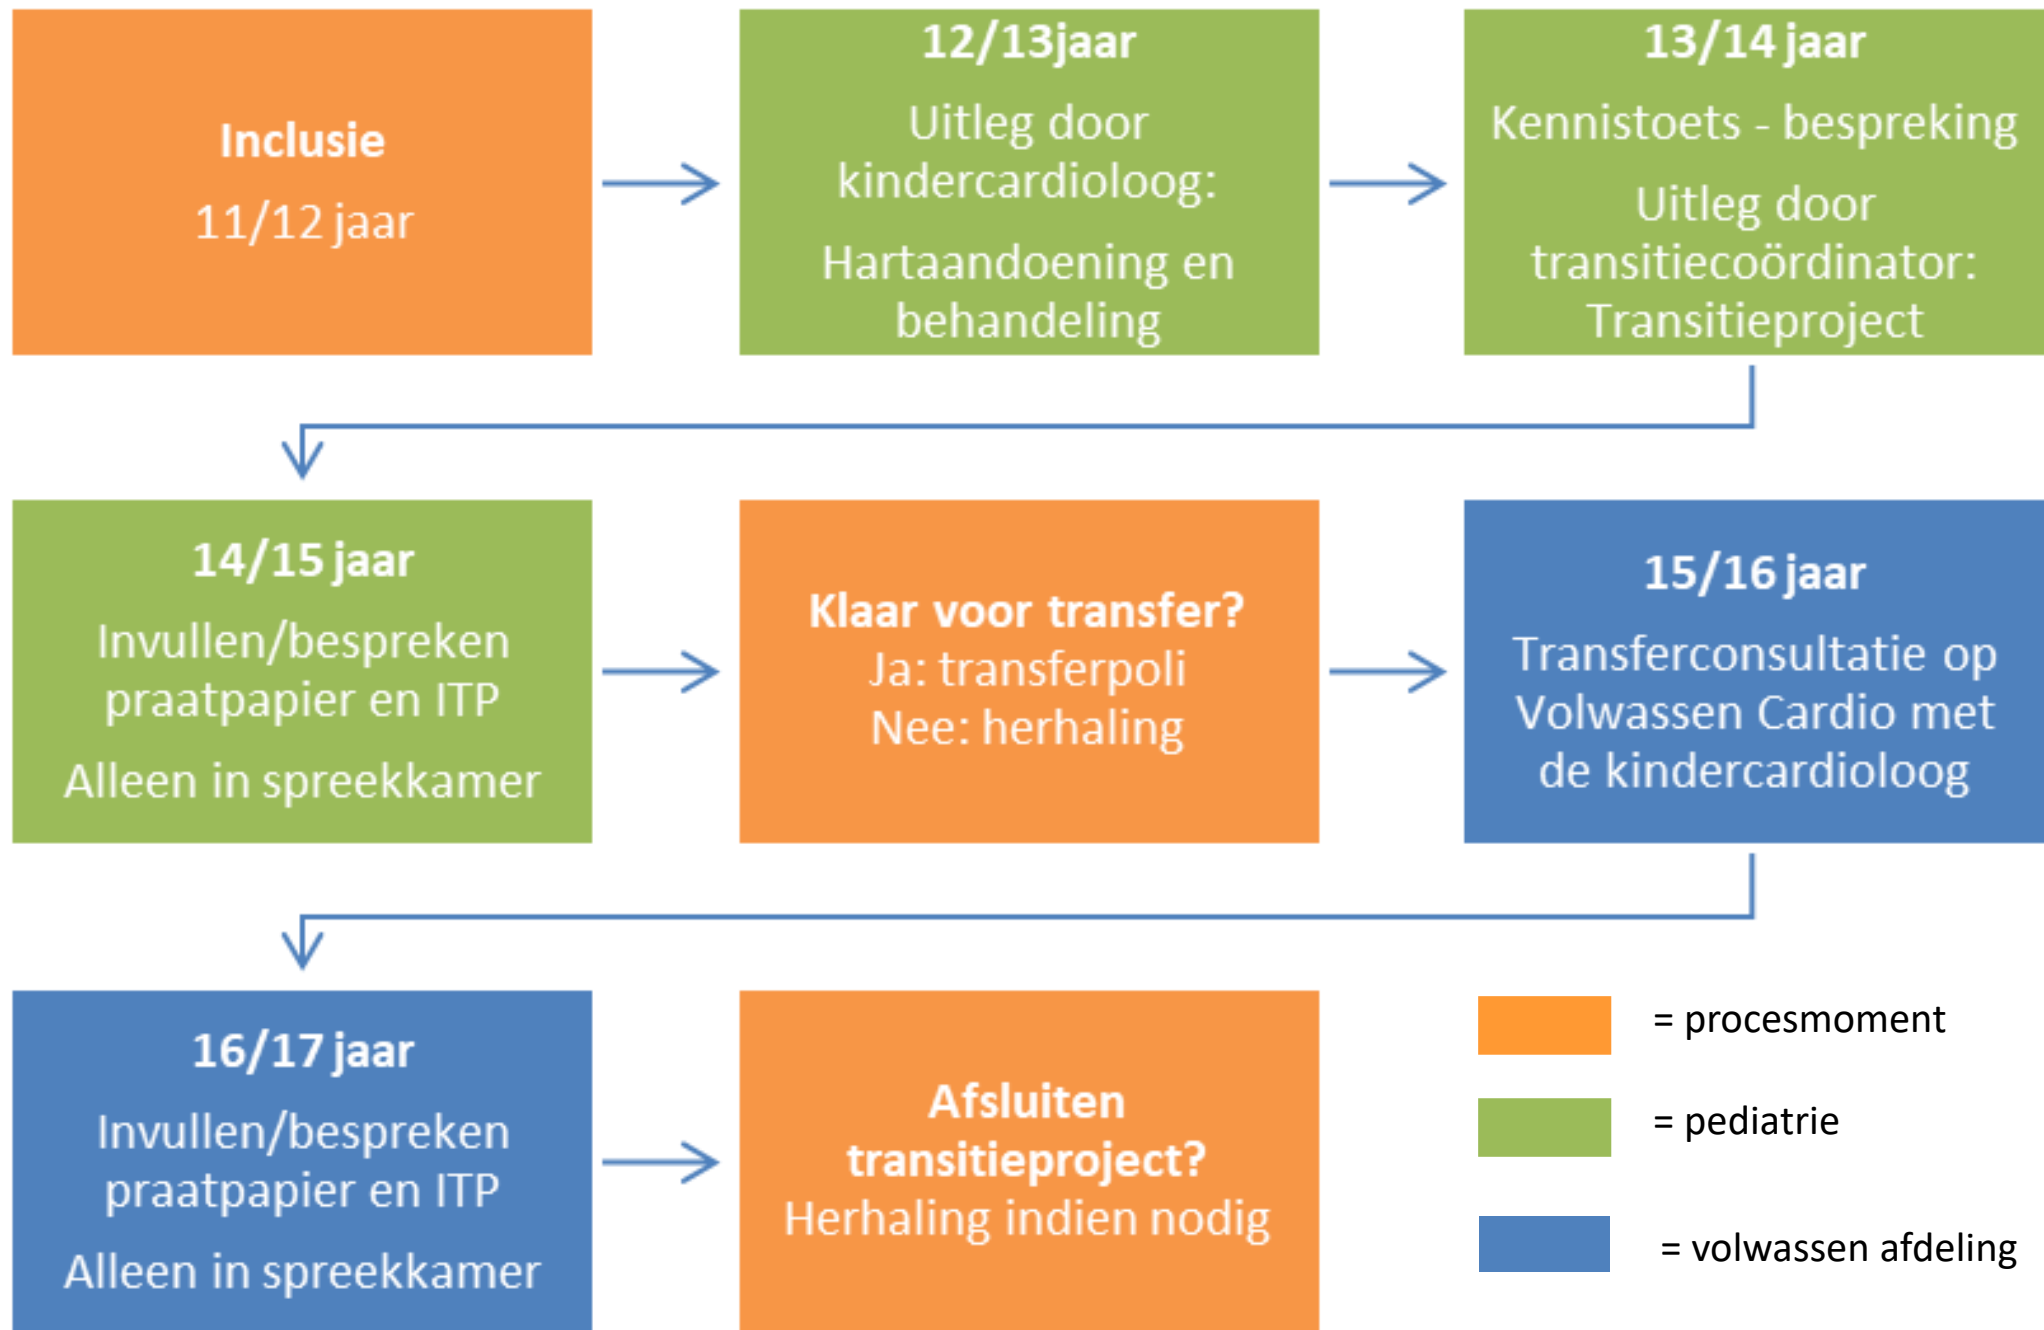 Inclusie
11/12 jaar
12/13jaar
Uitleg door
kindercardioloog:
Hartaandoening en
behandeling
13/14 jaar
Kennistoets - bespreking
Uitleg door
transitiecoördinator:
Transitieproject
14/15 jaar
Invullen/bespreken
praatpapier en ITP
Alleen in spreekkamer
Klaar voor transfer?
Ja: transferpoli
Nee: herhaling
15/16 jaar
Transferconsultatie op
Volwassen Cardio met
de kindercardioloog
16/17 jaar
Invullen/bespreken
praatpapier en ITP
Alleen in spreekkamer
Afsluiten
transitieproject?
Herhaling indien nodig
= procesmoment
= pediatrie
= volwassen afdeling